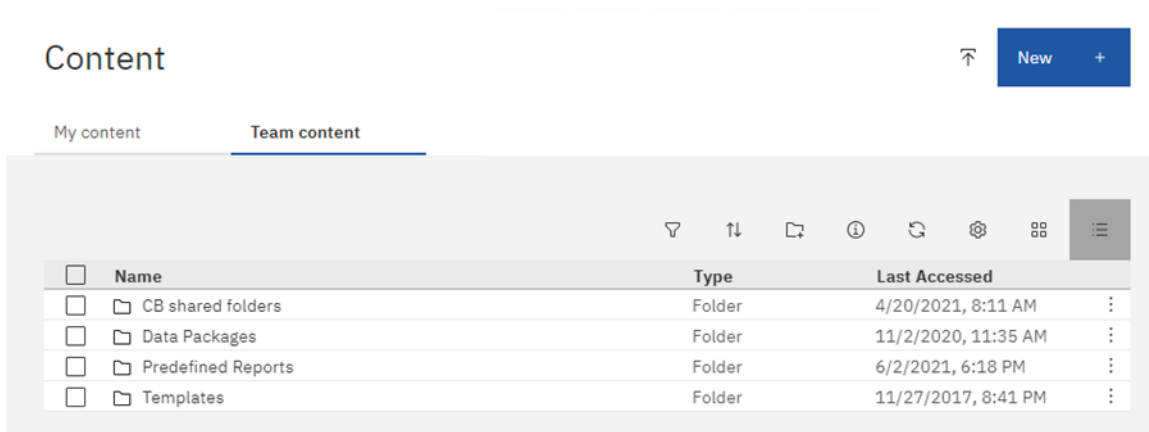 Content
New +
My content Team content
Name Type Last Accessed
CB shared folders Folder 4/20/2021, 8:11 AM
Data Packages Folder 11/2/2020, 11:35 AM
Predefined Reports Folder 6/2/2021, 6:18 PM
Templates Folder 11/27/2017, 8:41 PM